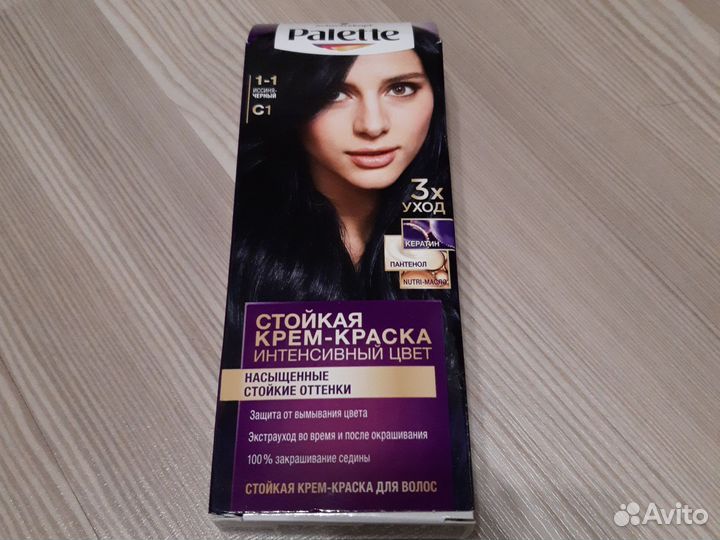 Palette
1-1
ИССИНЯ-
ЧЕРНЫЙ
C1
3x
УХОД
КЕРАТИН
ПАНТЕНОЛ
NUTRI-МАСЛО
СТОЙКАЯ
КРЕМ-КРАСКА
ИНТЕНСИВНЫЙ ЦВЕТ
НАСЫЩЕННЫЕ
СТОЙКИЕ ОТТЕНКИ
Защита от вымывания цвета
Экстрауход во время и после окрашивания
100% закрашивание седины
СТОЙКАЯ КРЕМ-КРАСКА ДЛЯ ВОЛОС
Avito